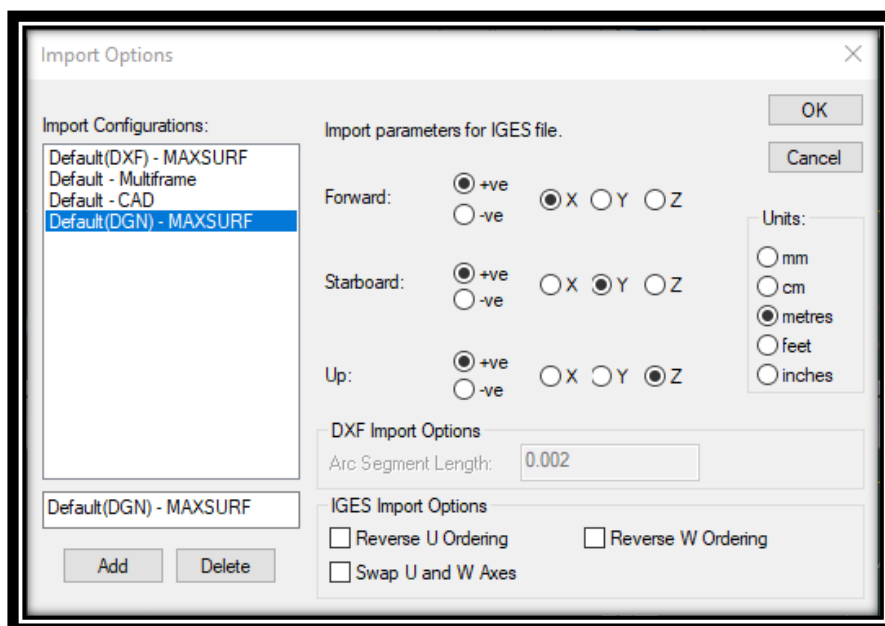 Import Options
Import Configurations:
Default(DXF) - MAXSURF
Default - Multiframe
Default - CAD
Default(DGN) - MAXSURF
Default(DGN) - MAXSURF
Add Delete
Import parameters for IGES file.
Forward: +ve -ve X Y Z
Starboard: +ve -ve X Y Z
Up: +ve -ve X Y Z
DXF Import Options
Arc Segment Length: 0.002
IGES Import Options
Reverse U Ordering Reverse W Ordering
Swap U and W Axes
OK
Cancel
Units:
mm
cm
metres
feet
inches